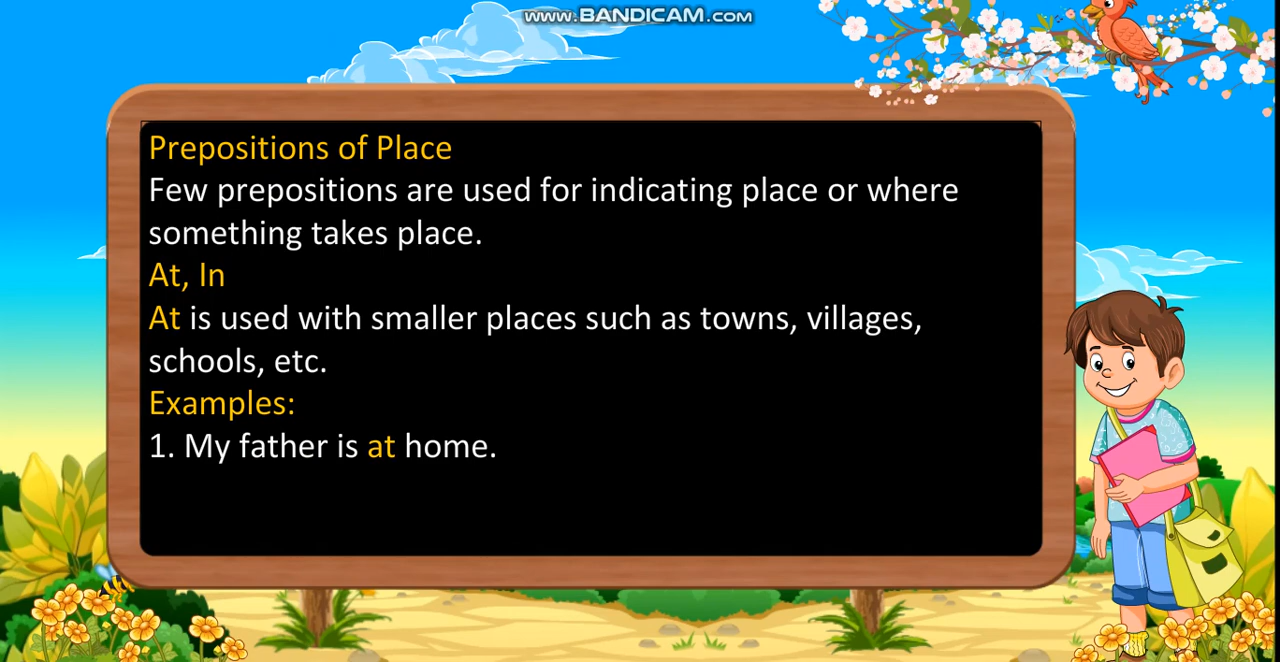 www.BANDICAM.com
Prepositions of Place
Few prepositions are used for indicating place or where
something takes place.
At, In
At is used with smaller places such as towns, villages,
schools, etc.
Examples:
1. My father is at home.